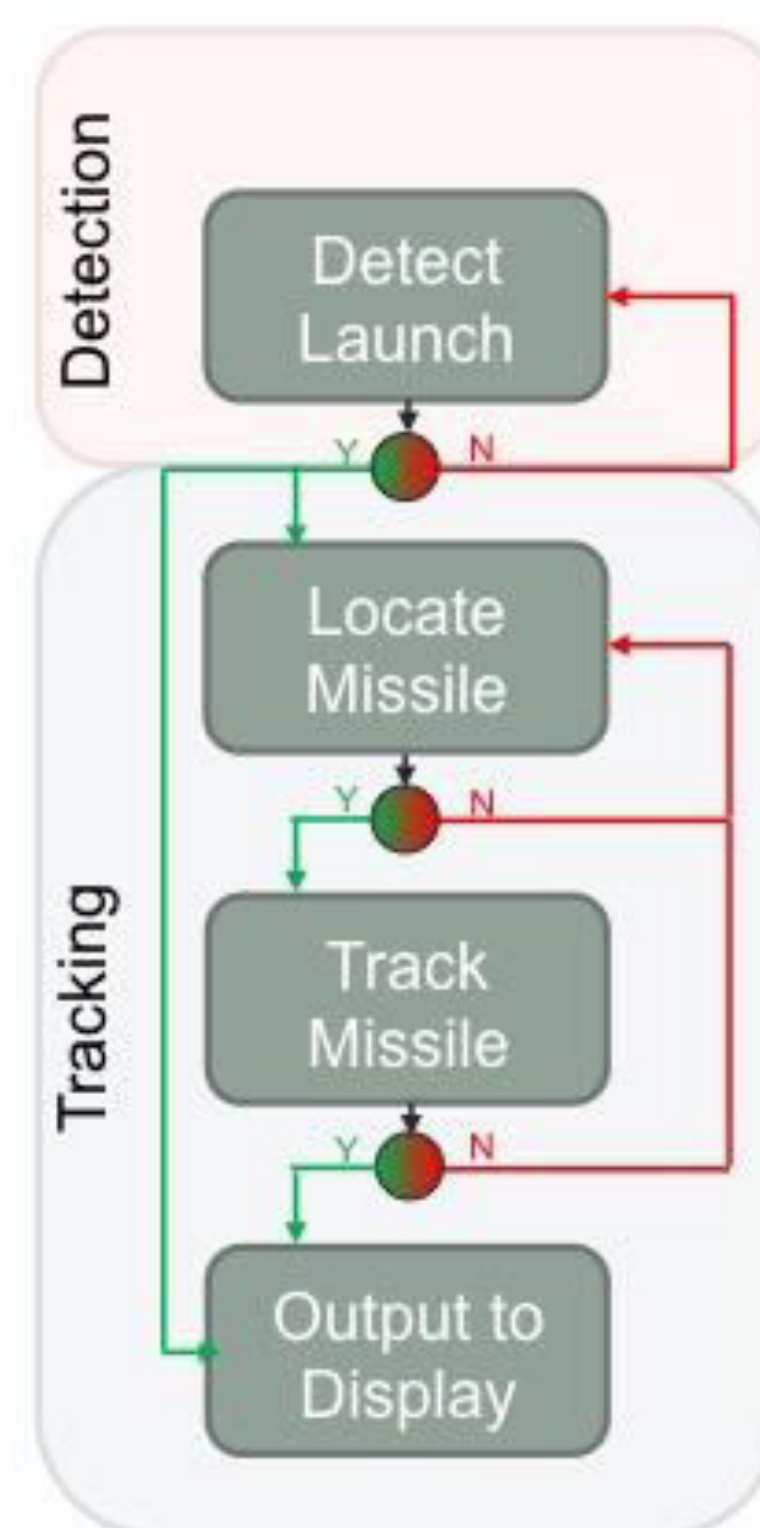 Detection
Detect
Launch
Y
N
Tracking
Locate
Missile
Y
N
Track
Missile
Y
N
Output to
Display